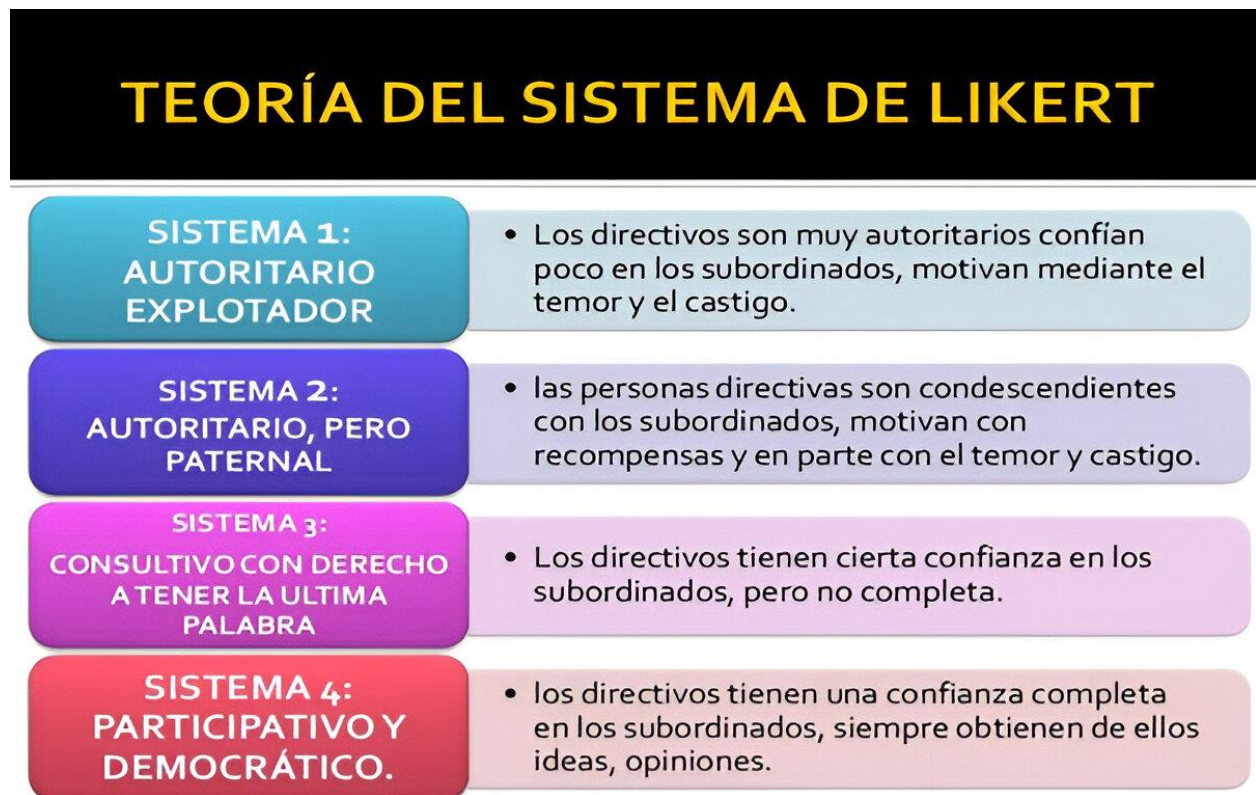 TEORÍA DEL SISTEMA DE LIKERT
SISTEMA 1:
AUTORITARIO
EXPLOTADOR
• Los directivos son muy autoritarios confían
poco en los subordinados, motivan mediante el
temor y el castigo.
SISTEMA 2:
AUTORITARIO, PERO
PATERNAL
• las personas directivas son condescendientes
con los subordinados, motivan con
recompensas y en parte con el temor y castigo.
SISTEMA 3:
CONSULTIVO CON DERECHO
A TENER LA ULTIMA
PALABRA
• Los directivos tienen cierta confianza en los
subordinados, pero no completa.
SISTEMA 4:
PARTICIPATIVO Y
DEMOCRÁTICO.
• los directivos tienen una confianza completa
en los subordinados, siempre obtienen de ellos
ideas, opiniones.